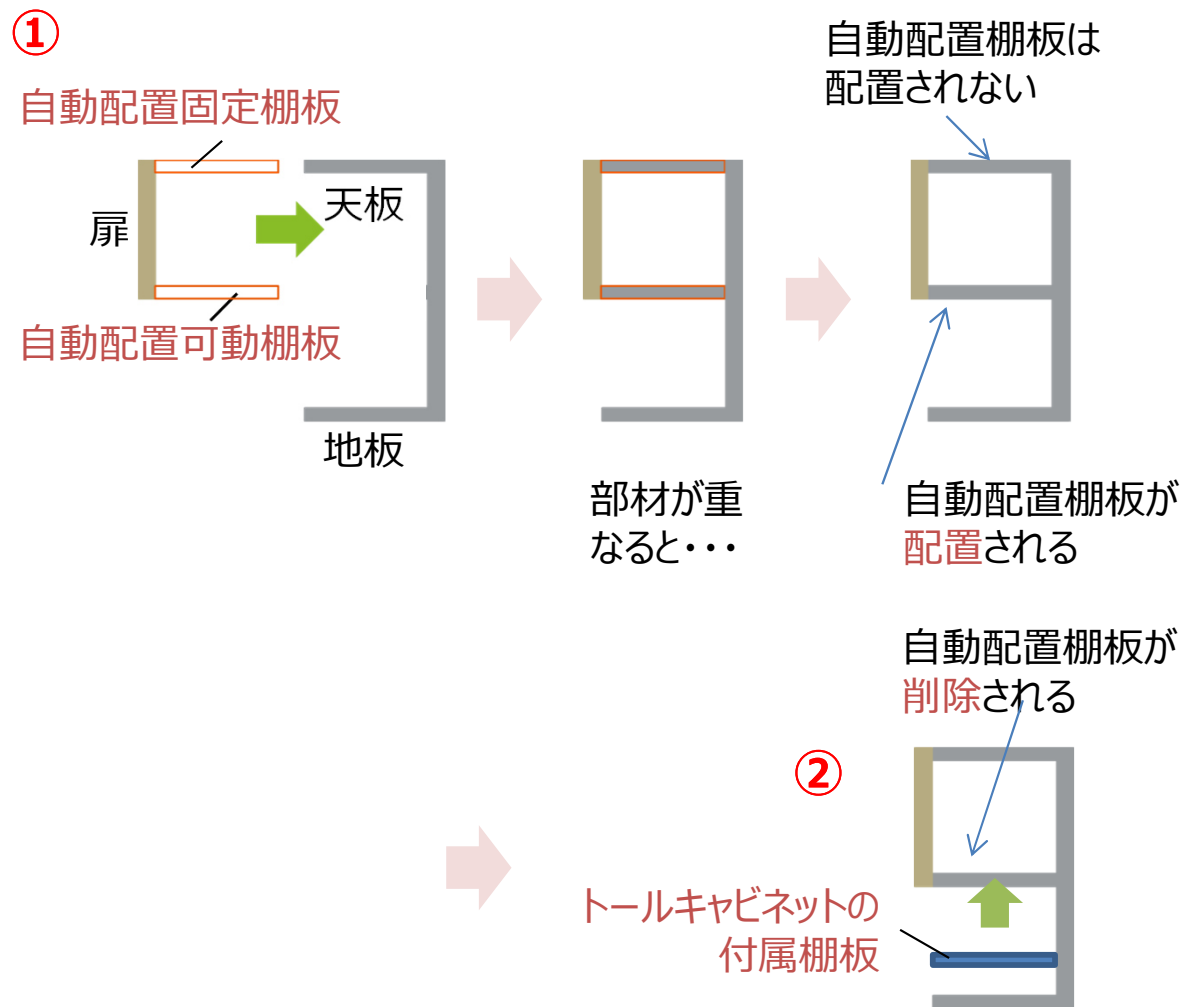 ①
自動配置固定棚板
扉
天板
自動配置可動棚板
地板
部材が重
なると・・・
自動配置棚板は
配置されない
自動配置棚板が
配置される
自動配置棚板が
削除される
②
トールキャビネットの
付属棚板